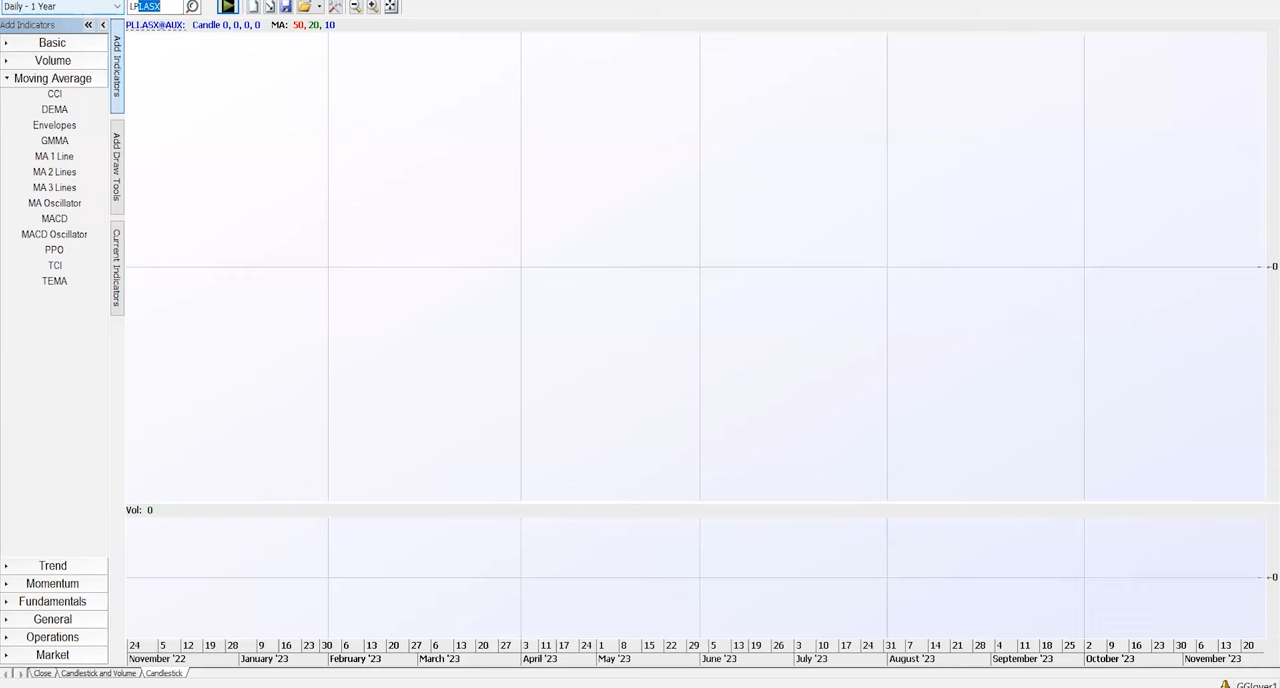 Daily - 1 Year LPI.ASX
Add Indicators
PLI.ASX@AUX: Candle 0, 0, 0, 0 MA: 50, 20, 10
Basic
Volume
Moving Average
CCI
DEMA
Envelopes
GMMA
MA 1 Line
MA 2 Lines
MA 3 Lines
MA Oscillator
MACD
MACD Oscillator
PPO
TCI
TEMA
Trend
Momentum
Fundamentals
General
Operations
Market
Add Indicators
Add Draw Tools
Current Indicators
0
Vol: 0
0
24 5 12 19 28 9 16 23 30 6 13 20 27 6 13 20 27 3 11 17 24 1 8 15 22 29 5 13 19 26 3 10 17 24 31 7 14 21 28 4 11 18 25 2 9 16 23 30 6 13 20
November '22 January '23 February '23 March '23 April '23 May '23 June '23 July '23 August '23 September '23 October '23 November '23
Close Candlestick and Volume Candlestick
GGlover1